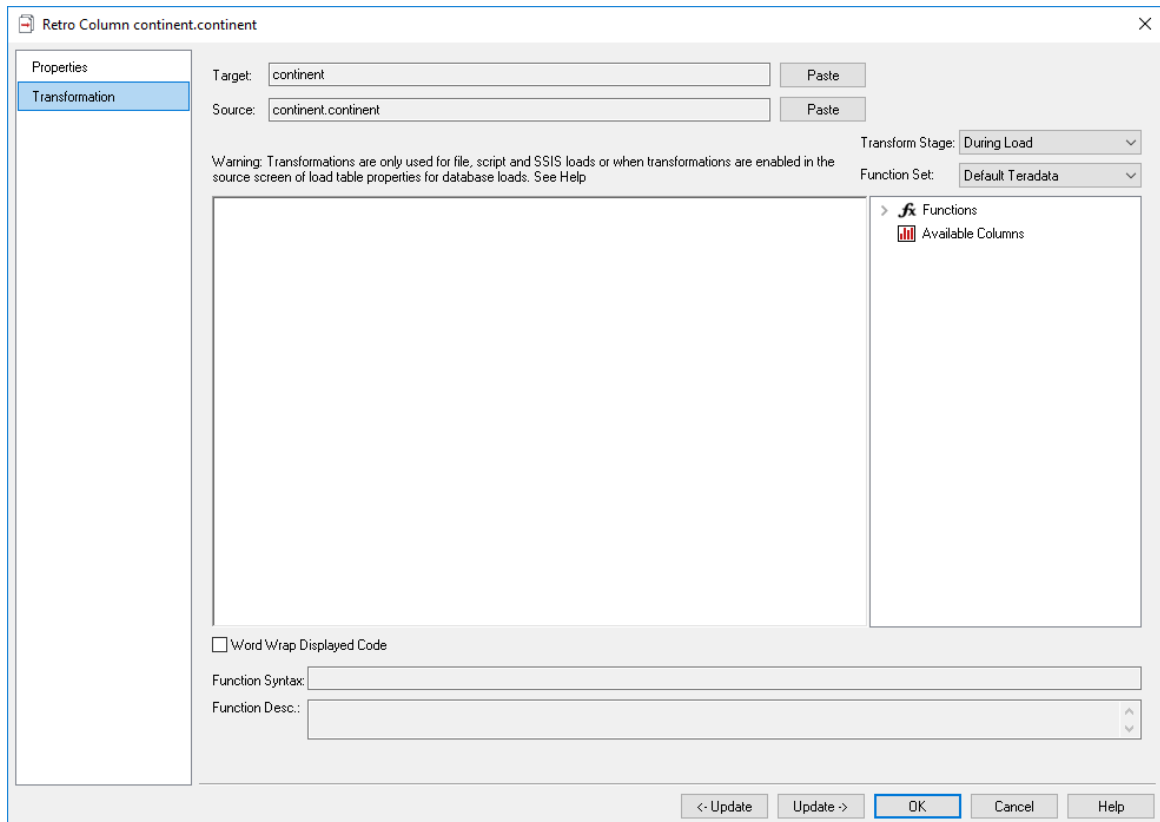 Retro Column continent.continent
Properties
Transformation
Target: continent Paste
Source: continent.continent Paste
Transform Stage: During Load
Warning: Transformations are only used for file, script and SSIS loads or when transformations are enabled in the
source screen of load table properties for database loads. See Help
Function Set: Default Teradata
fx Functions
Available Columns
Word Wrap Displayed Code
Function Syntax:
Function Desc.:
<- Update Update -> OK Cancel Help